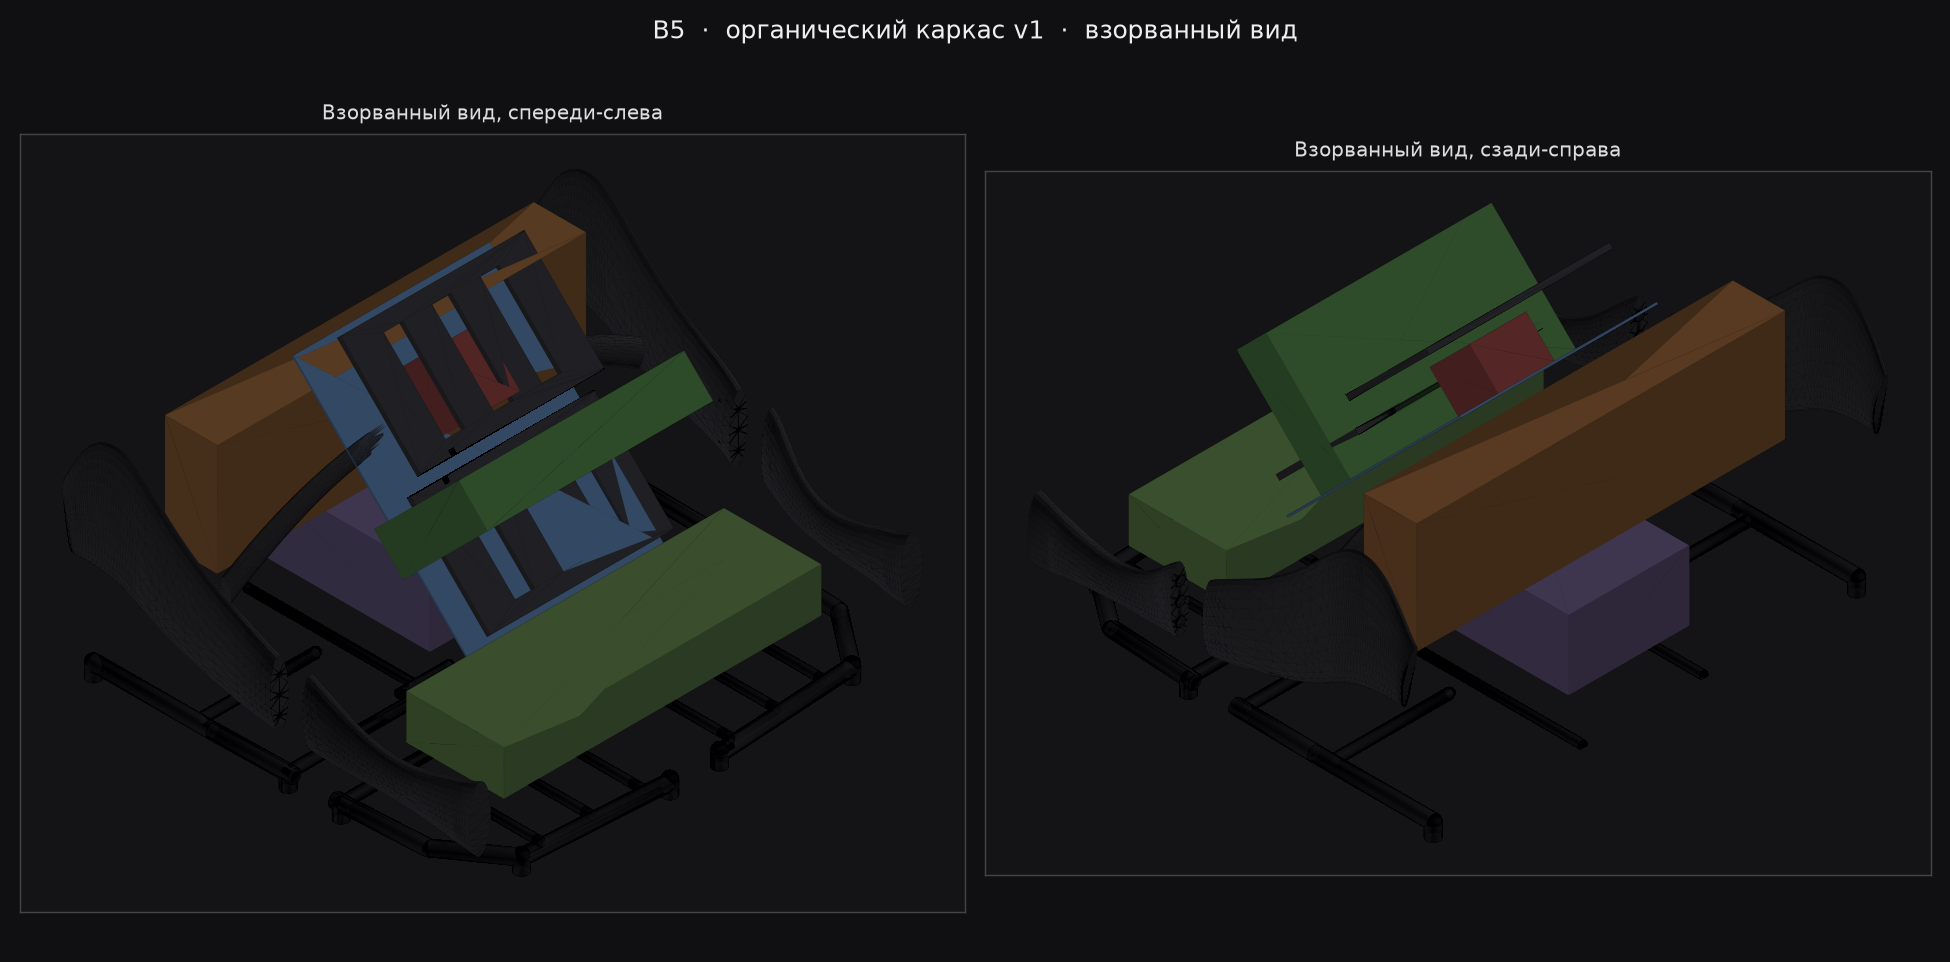 B5 · органический каркас v1 · взорванный вид
Взорванный вид, спереди-слева
Взорванный вид, сзади-справа